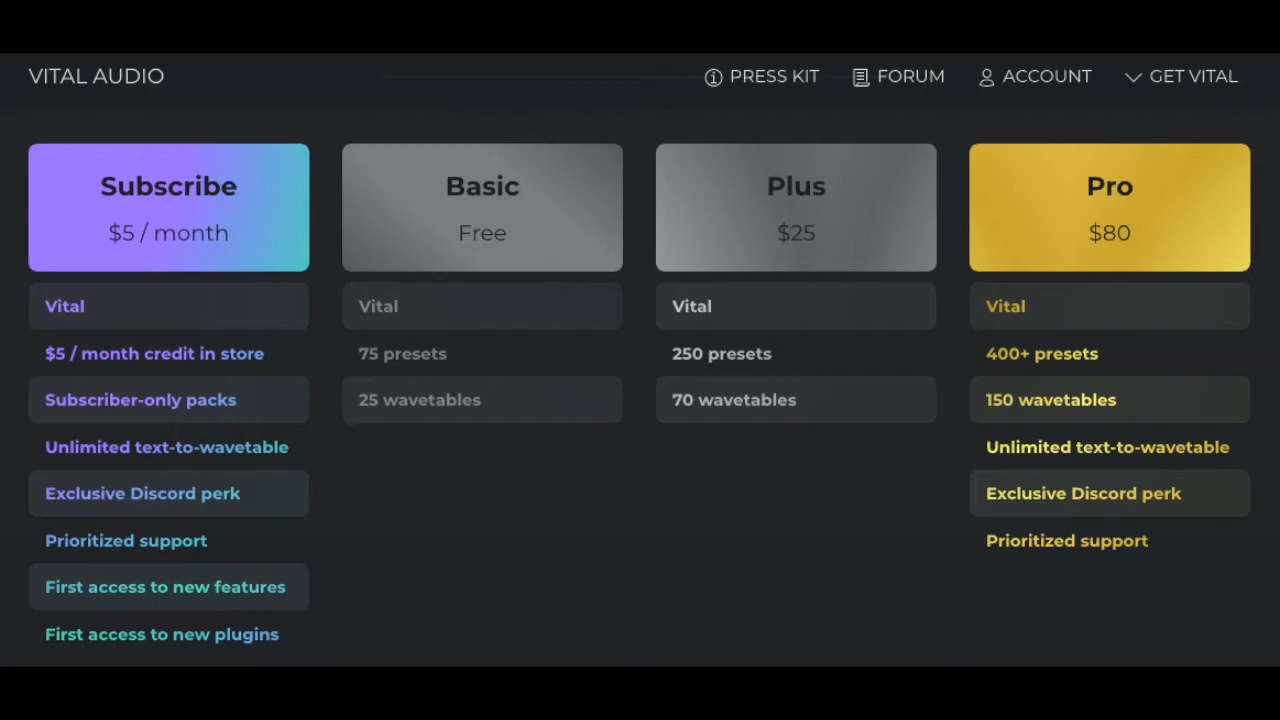 VITAL AUDIO
PRESS KIT
FORUM
ACCOUNT
GET VITAL
Subscribe
$5 / month
Vital
$5 / month credit in store
Subscriber-only packs
Unlimited text-to-wavetable
Exclusive Discord perk
Prioritized support
First access to new features
First access to new plugins
Basic
Free
Vital
75 presets
25 wavetables
Plus
$25
Vital
250 presets
70 wavetables
Pro
$80
Vital
400+ presets
150 wavetables
Unlimited text-to-wavetable
Exclusive Discord perk
Prioritized support